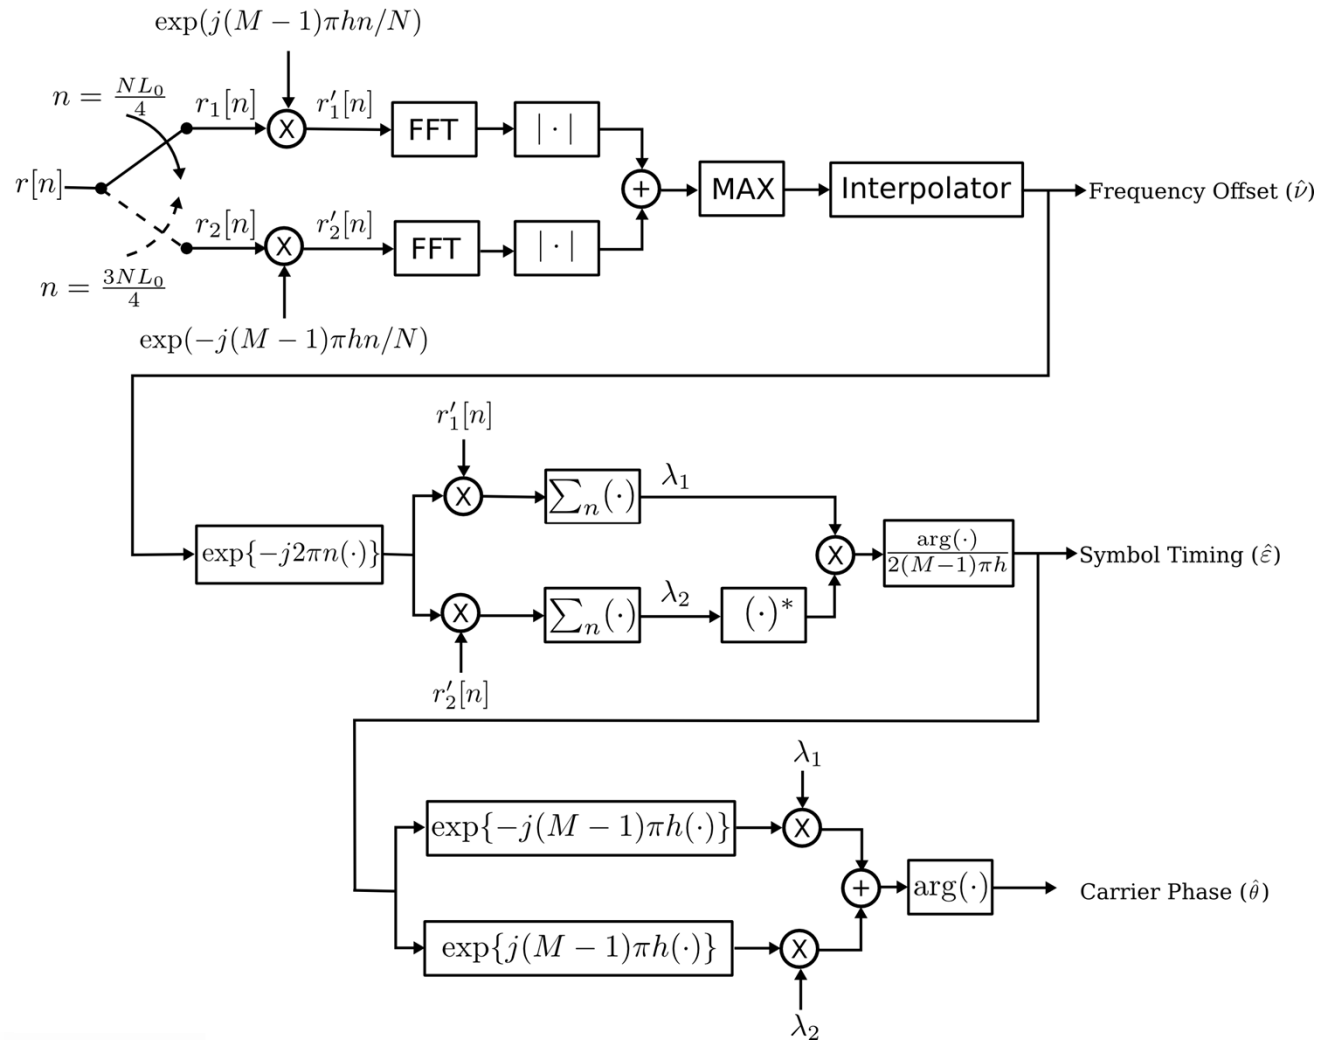 exp(j(M − 1)πhn/N)
n = NL₀/4
r₁[n]
r′₁[n]
X
FFT
| · |
r[n]
+
MAX
Interpolator
Frequency Offset (ν̂)
r₂[n]
r′₂[n]
X
FFT
| · |
n = 3NL₀/4
exp(−j(M − 1)πhn/N)
r′₁[n]
X
∑ₙ(·)
λ₁
exp{−j2πn(·)}
X
arg(·)/2(M−1)πh
Symbol Timing (ε̂)
X
∑ₙ(·)
λ₂
(·)*
r′₂[n]
λ₁
exp{−j(M − 1)πh(·)}
X
+
arg(·)
Carrier Phase (θ̂)
exp{j(M − 1)πh(·)}
X
λ₂